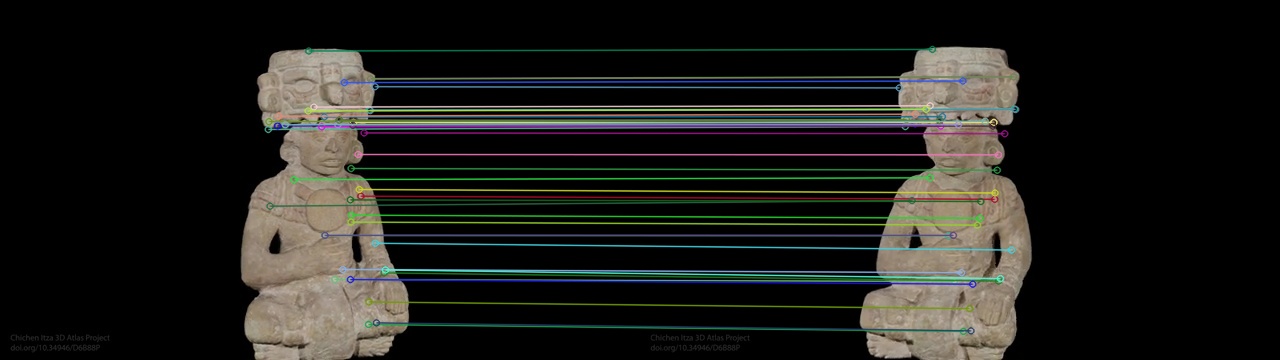 Chichen Itza 3D Atlas Project
doi.org/10.34946/D6B88P
Chichen Itza 3D Atlas Project
doi.org/10.34946/D6B88P